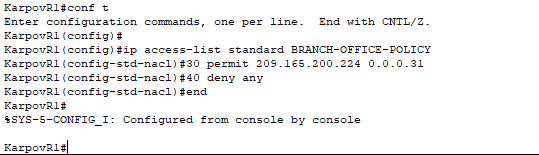 KarpovR1#conf t
Enter configuration commands, one per line.  End with CNTL/Z.
KarpovR1(config)#
KarpovR1(config)#ip access-list standard BRANCH-OFFICE-POLICY
KarpovR1(config-std-nacl)#30 permit 209.165.200.224 0.0.0.31
KarpovR1(config-std-nacl)#40 deny any
KarpovR1(config-std-nacl)#end
KarpovR1#
%SYS-5-CONFIG_I: Configured from console by console
KarpovR1#